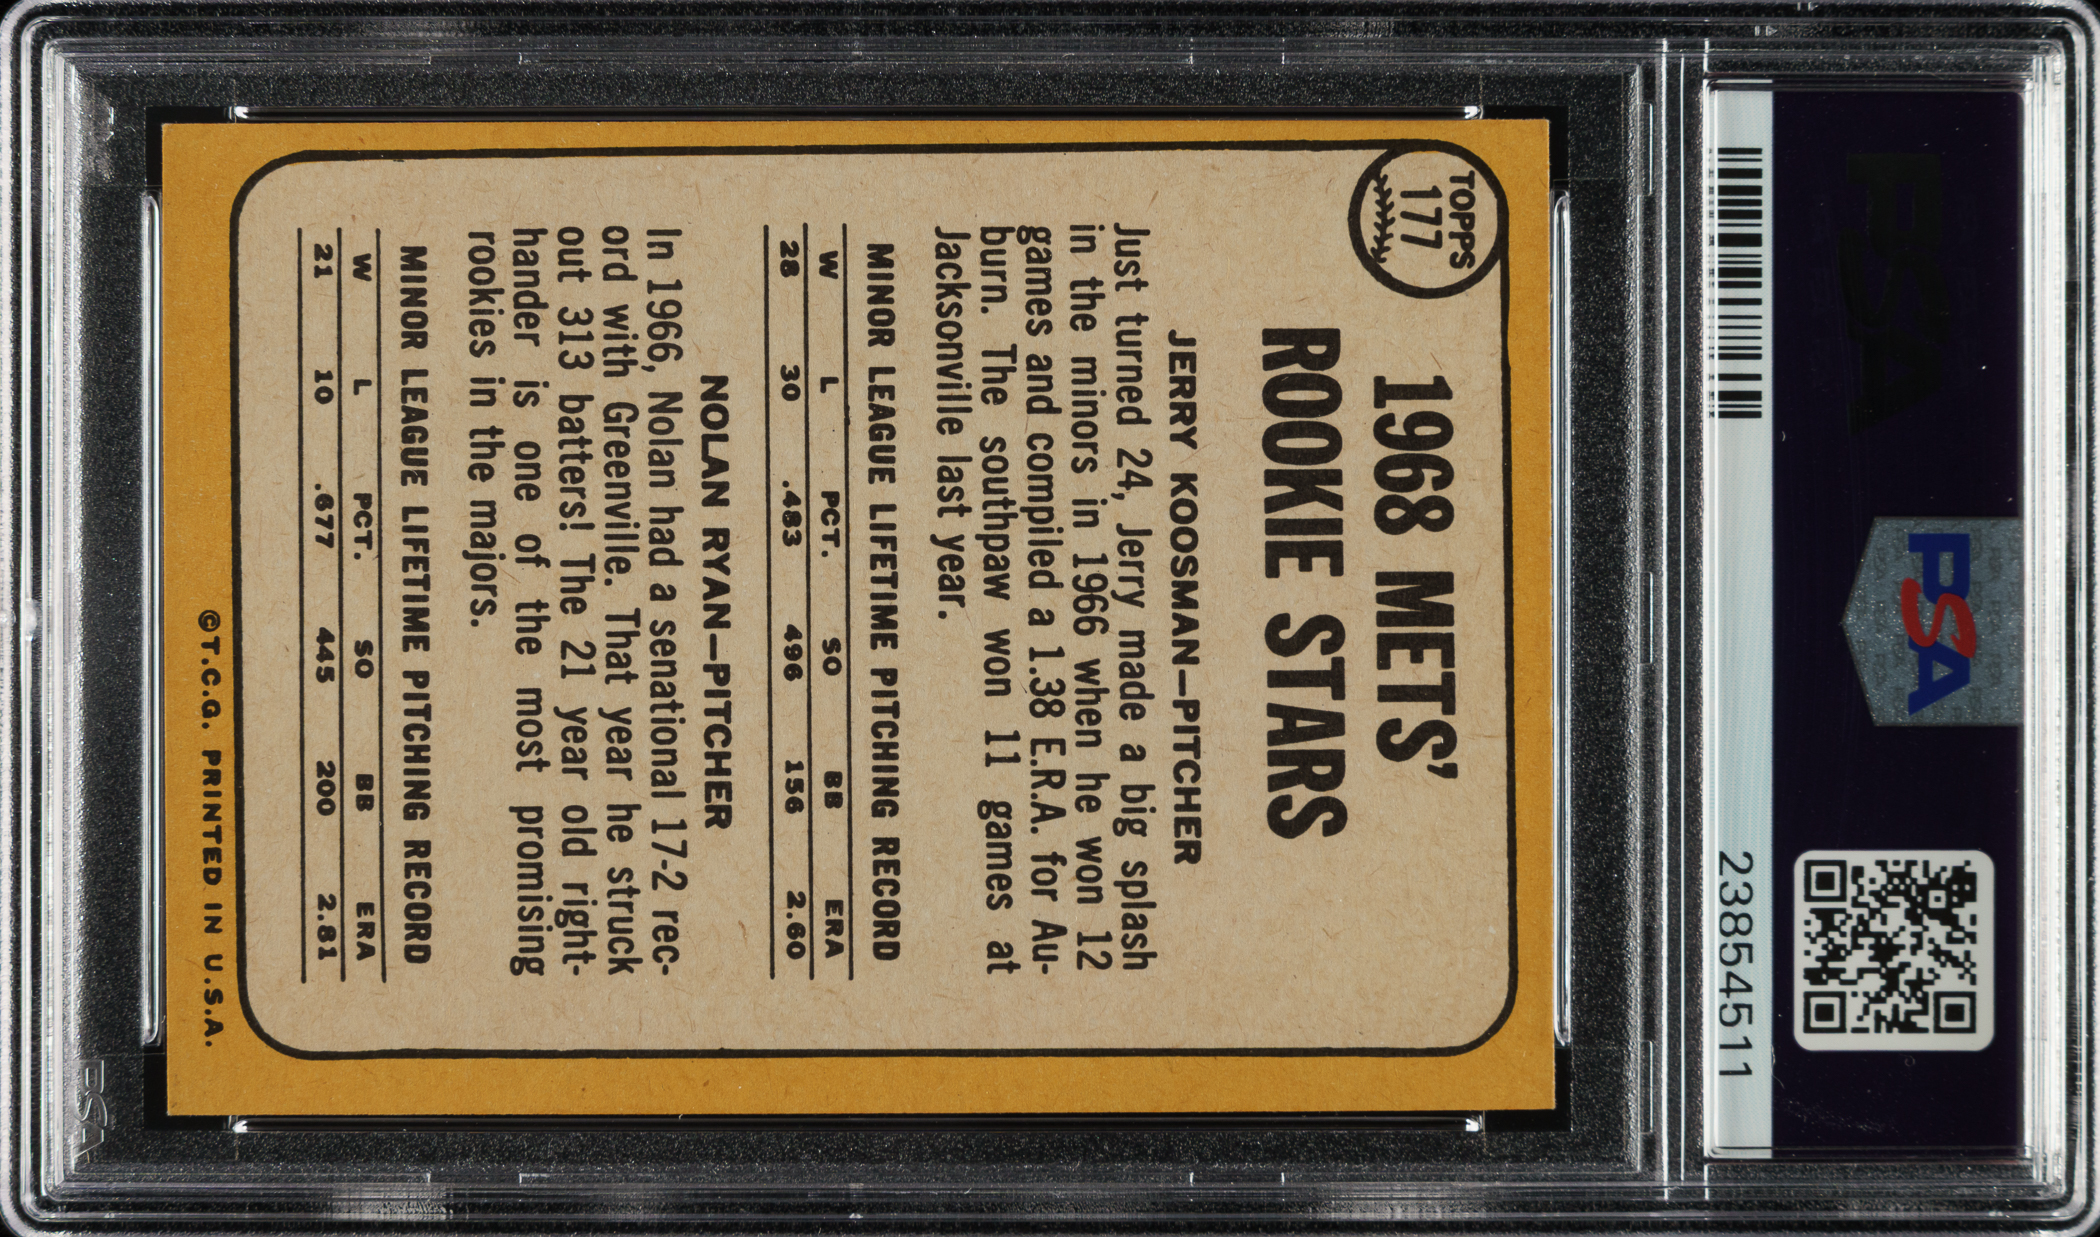 PSA
23854511
TOPPS
177
1968 METS'
ROOKIE STARS
JERRY KOOSMAN—PITCHER
Just turned 24, Jerry made a big splash
in the minors in 1966 when he won 12
games and compiled a 1.38 E.R.A. for Au-
burn. The southpaw won 11 games at
Jacksonville last year.
MINOR LEAGUE LIFETIME PITCHING RECORD
W L PCT. SO BB ERA
28 30 .483 496 156 2.60
NOLAN RYAN—PITCHER
In 1966, Nolan had a senational 17-2 rec-
ord with Greenville. That year he struck
out 313 batters! The 21 year old right-
hander is one of the most promising
rookies in the majors.
MINOR LEAGUE LIFETIME PITCHING RECORD
W L PCT. SO BB ERA
21 10 .677 445 200 2.81
©T.C.G. PRINTED IN U.S.A.
PSA